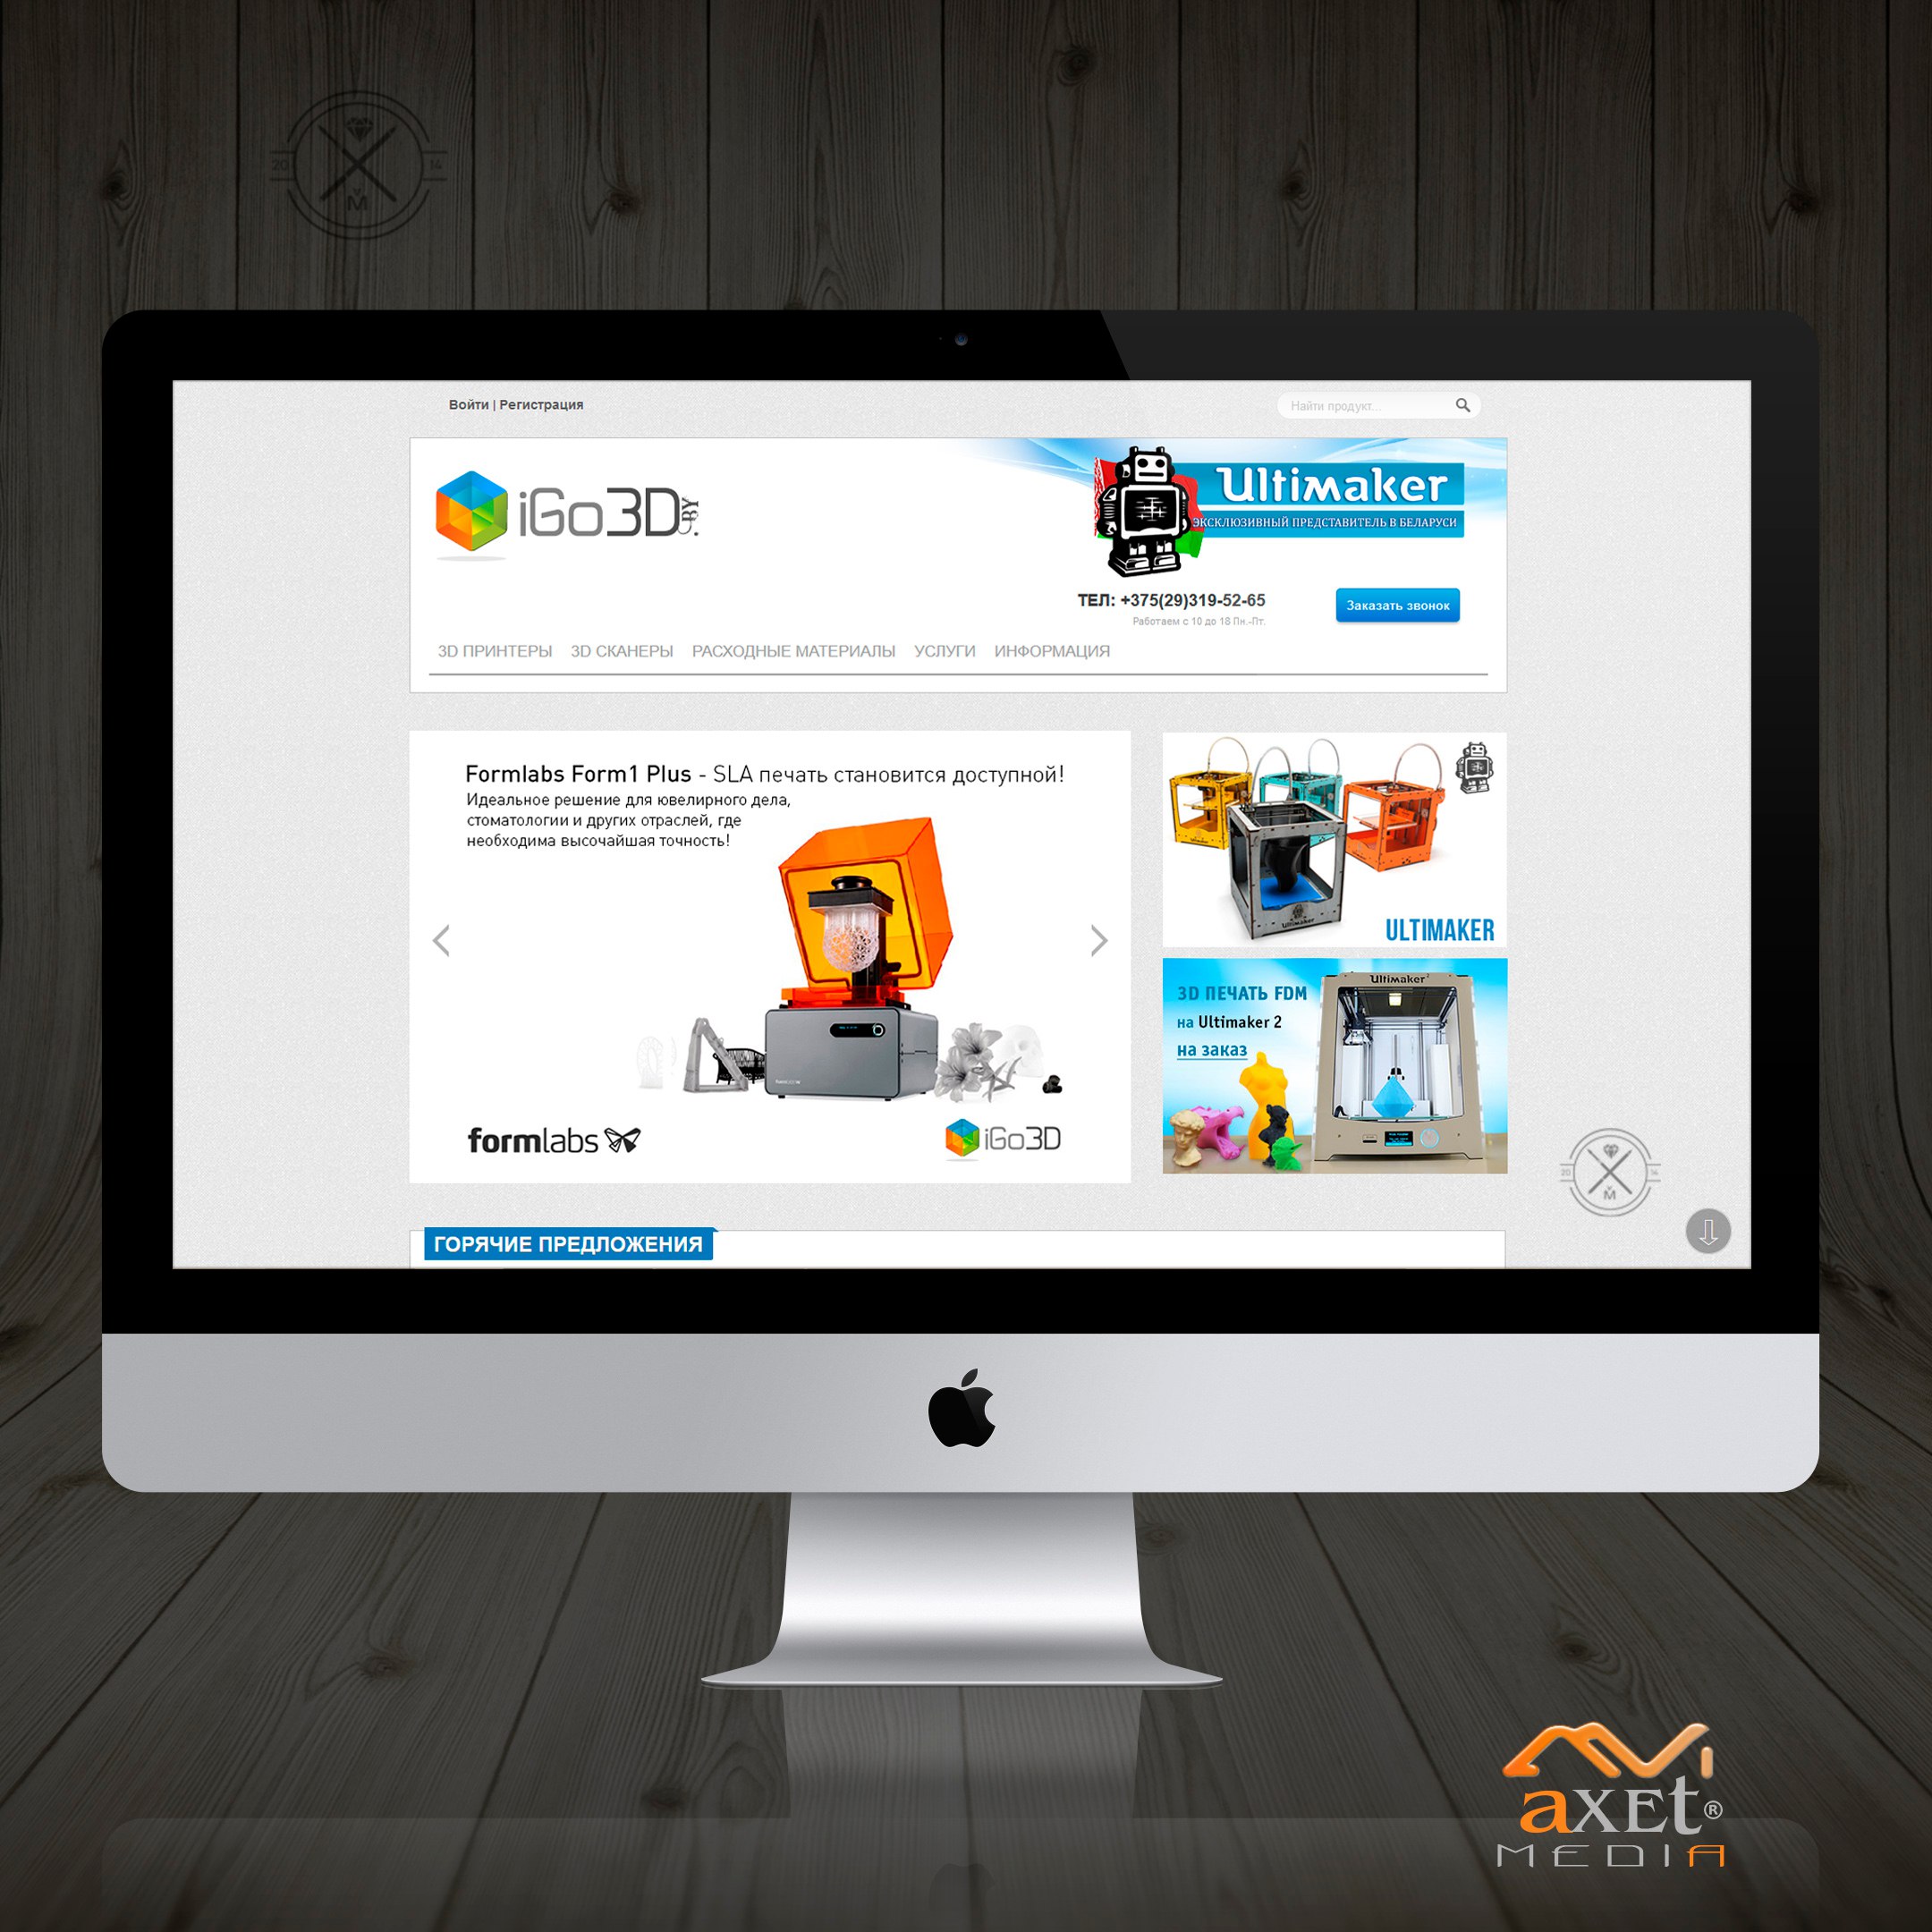 20 14
M
Войти | Регистрация
Найти продукт...
iGo3D.BY
Ultimaker
ЭКСКЛЮЗИВНЫЙ ПРЕДСТАВИТЕЛЬ В БЕЛАРУСИ
ТЕЛ: +375(29)319-52-65
Заказать звонок
Работаем с 10 до 18 Пн.-Пт.
3D ПРИНТЕРЫ 3D СКАНЕРЫ РАСХОДНЫЕ МАТЕРИАЛЫ УСЛУГИ ИНФОРМАЦИЯ
Formlabs Form1 Plus - SLA печать становится доступной!
Идеальное решение для ювелирного дела,
стоматологии и других отраслей, где
необходима высочайшая точность!
formlabs
iGo3D
Ultimaker
ULTIMAKER
Ultimaker 2
3D ПЕЧАТЬ FDM
на Ultimaker 2
на заказ
20 14
M
ГОРЯЧИЕ ПРЕДЛОЖЕНИЯ
axet®
MEDIA